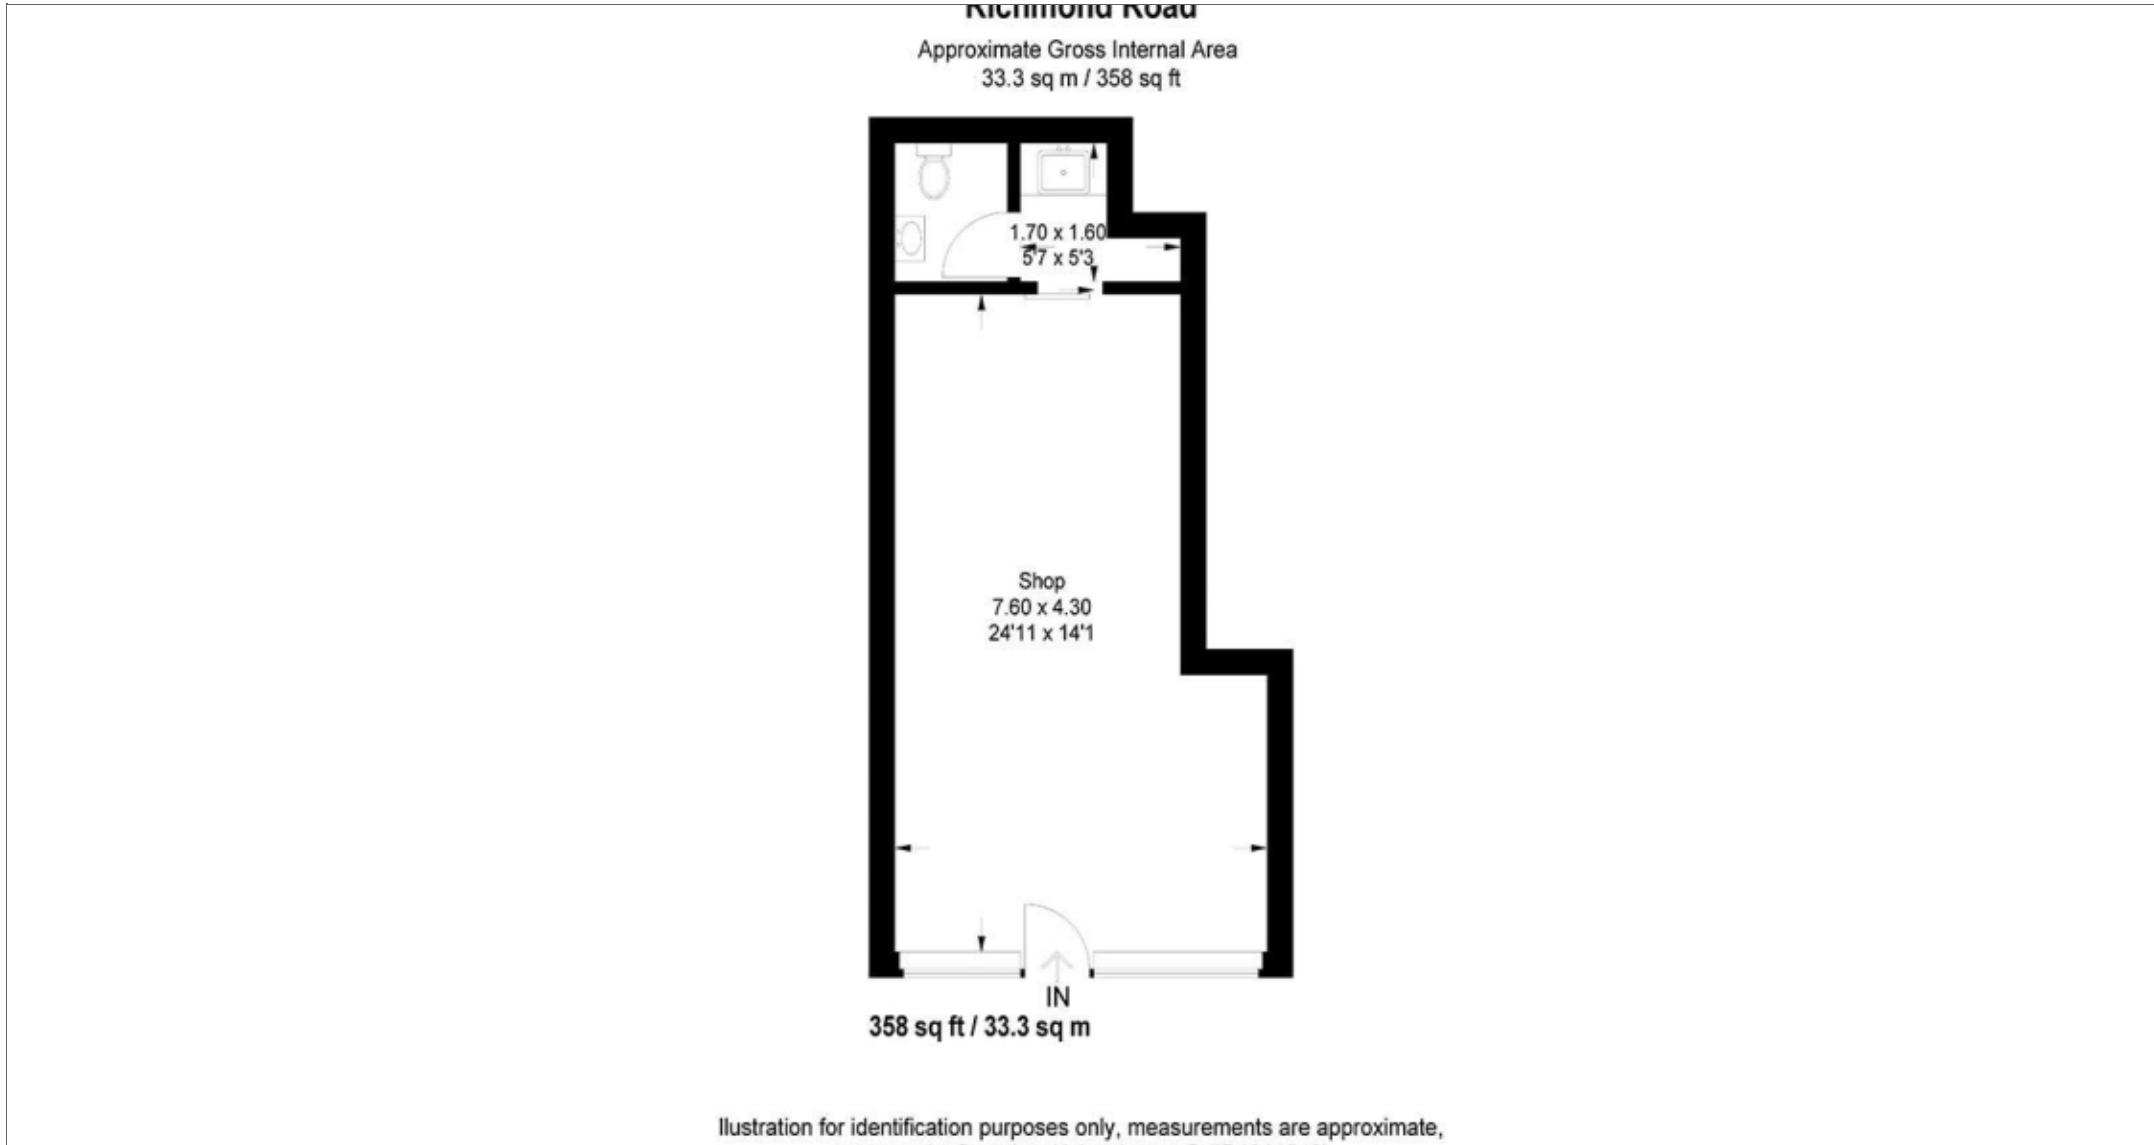 Richmond Road
Approximate Gross Internal Area
33.3 sq m / 358 sq ft
1.70 x 1.60
5'7 x 5'3
Shop
7.60 x 4.30
24'11 x 14'1
IN
358 sq ft / 33.3 sq m
Ilustration for identification purposes only, measurements are approximate,